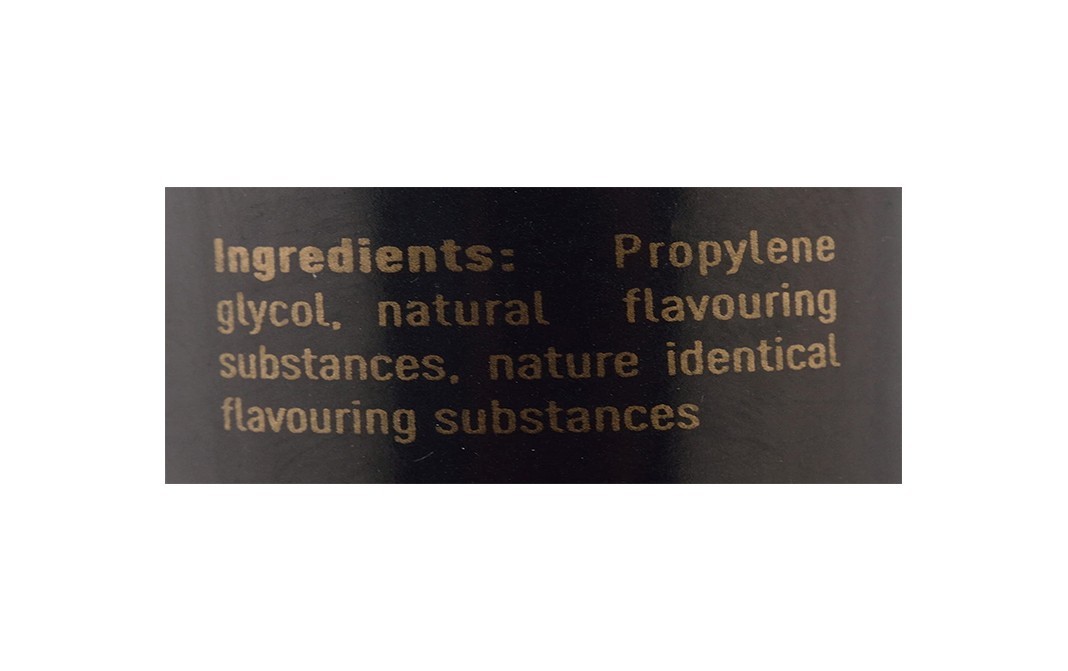 Ingredients: Propylene
glycol, natural flavouring
substances, nature identical
flavouring substances